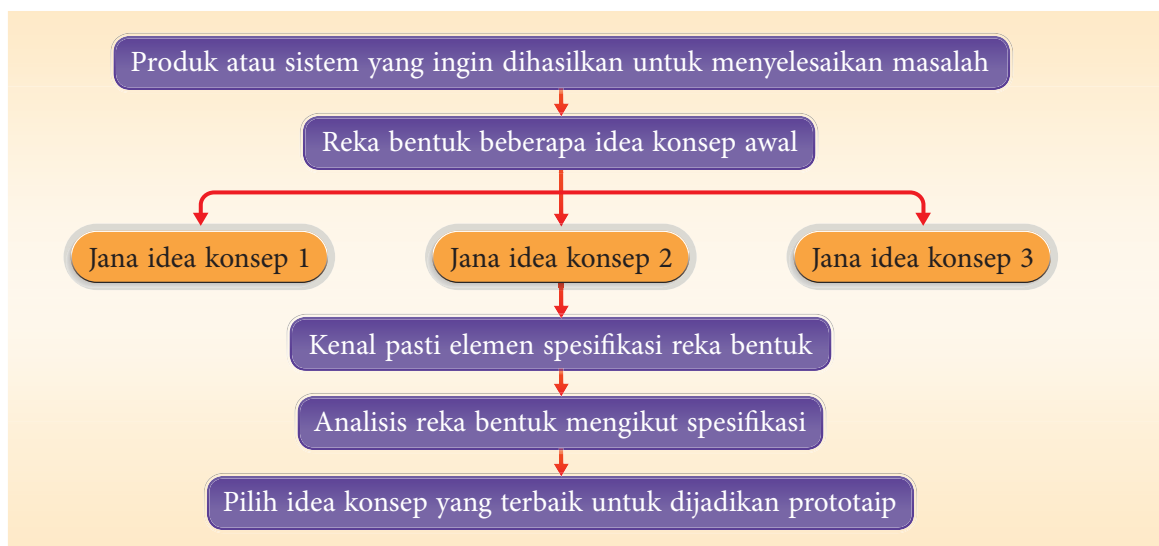 Produk atau sistem yang ingin dihasilkan untuk menyelesaikan masalah
Reka bentuk beberapa idea konsep awal
Jana idea konsep 1
Jana idea konsep 2
Jana idea konsep 3
Kenal pasti elemen spesifikasi reka bentuk
Analisis reka bentuk mengikut spesifikasi
Pilih idea konsep yang terbaik untuk dijadikan prototaip